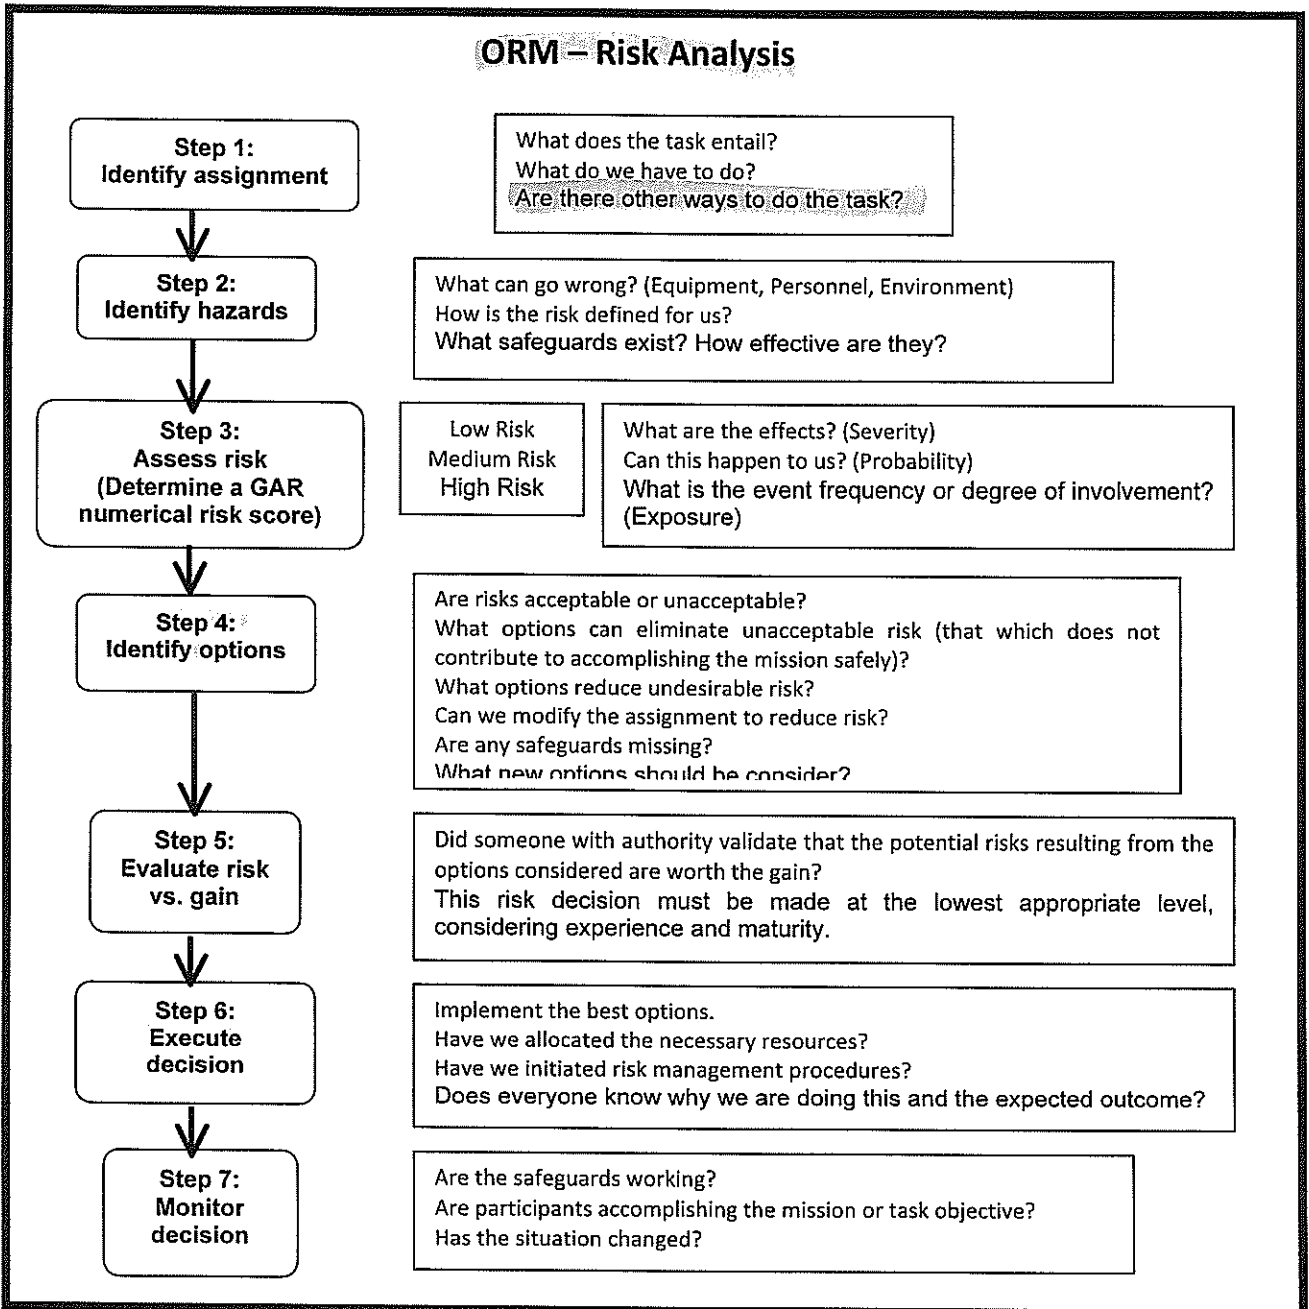 ORM – Risk Analysis
Step 1:
Identify assignment
What does the task entail?
What do we have to do?
Are there other ways to do the task?
Step 2:
Identify hazards
What can go wrong? (Equipment, Personnel, Environment)
How is the risk defined for us?
What safeguards exist? How effective are they?
Step 3:
Assess risk
(Determine a GAR
numerical risk score)
Low Risk
Medium Risk
High Risk
What are the effects? (Severity)
Can this happen to us? (Probability)
What is the event frequency or degree of involvement?
(Exposure)
Step 4:
Identify options
Are risks acceptable or unacceptable?
What options can eliminate unacceptable risk (that which does not
contribute to accomplishing the mission safely)?
What options reduce undesirable risk?
Can we modify the assignment to reduce risk?
Are any safeguards missing?
What new options should be consider?
Step 5:
Evaluate risk
vs. gain
Did someone with authority validate that the potential risks resulting from the
options considered are worth the gain?
This risk decision must be made at the lowest appropriate level,
considering experience and maturity.
Step 6:
Execute
decision
Implement the best options.
Have we allocated the necessary resources?
Have we initiated risk management procedures?
Does everyone know why we are doing this and the expected outcome?
Step 7:
Monitor
decision
Are the safeguards working?
Are participants accomplishing the mission or task objective?
Has the situation changed?